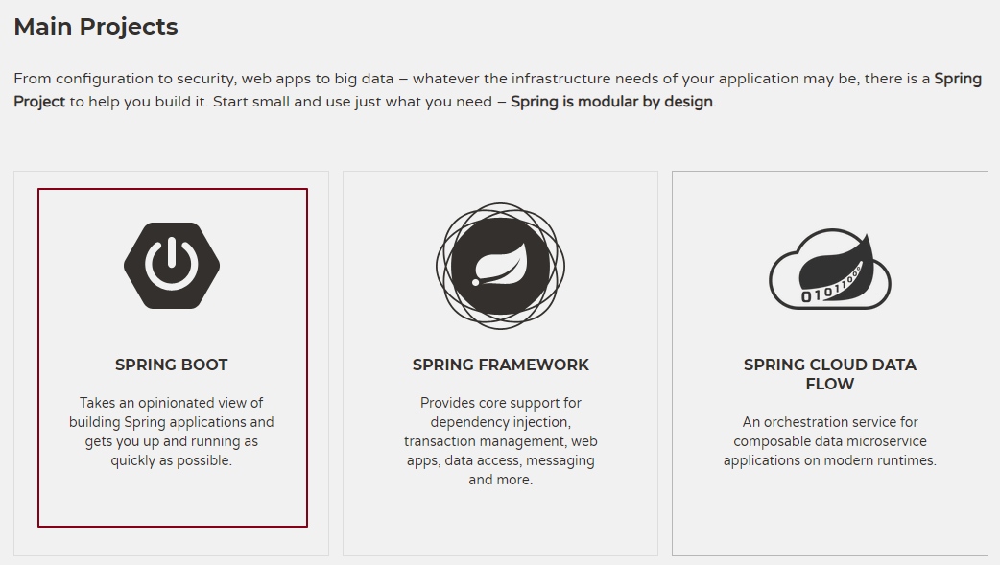 Main Projects
From configuration to security, web apps to big data – whatever the infrastructure needs of your application may be, there is a Spring
Project to help you build it. Start small and use just what you need – Spring is modular by design.
010110001
SPRING BOOT
Takes an opinionated view of
building Spring applications and
gets you up and running as
quickly as possible.
SPRING FRAMEWORK
Provides core support for
dependency injection,
transaction management, web
apps, data access, messaging
and more.
SPRING CLOUD DATA
FLOW
An orchestration service for
composable data microservice
applications on modern runtimes.